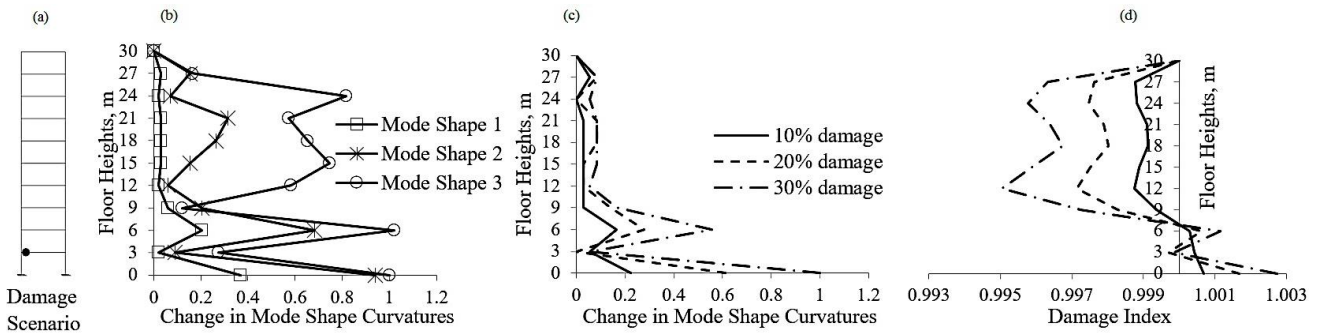 (a)
(b)
(c)
(d)
Damage
Scenario
Floor Heights, m
30
27
24
21
18
15
12
9
6
3
0
0 0.2 0.4 0.6 0.8 1 1.2
Change in Mode Shape Curvatures
Mode Shape 1
Mode Shape 2
Mode Shape 3
Floor Heights, m
30
27
24
21
18
15
12
9
6
3
0
0 0.2 0.4 0.6 0.8 1 1.2
Change in Mode Shape Curvatures
10% damage
20% damage
30% damage
30
27
24
21
18
15
12
9
6
3
0
Floor Heights, m
0.993 0.995 0.997 0.999 1.001 1.003
Damage Index